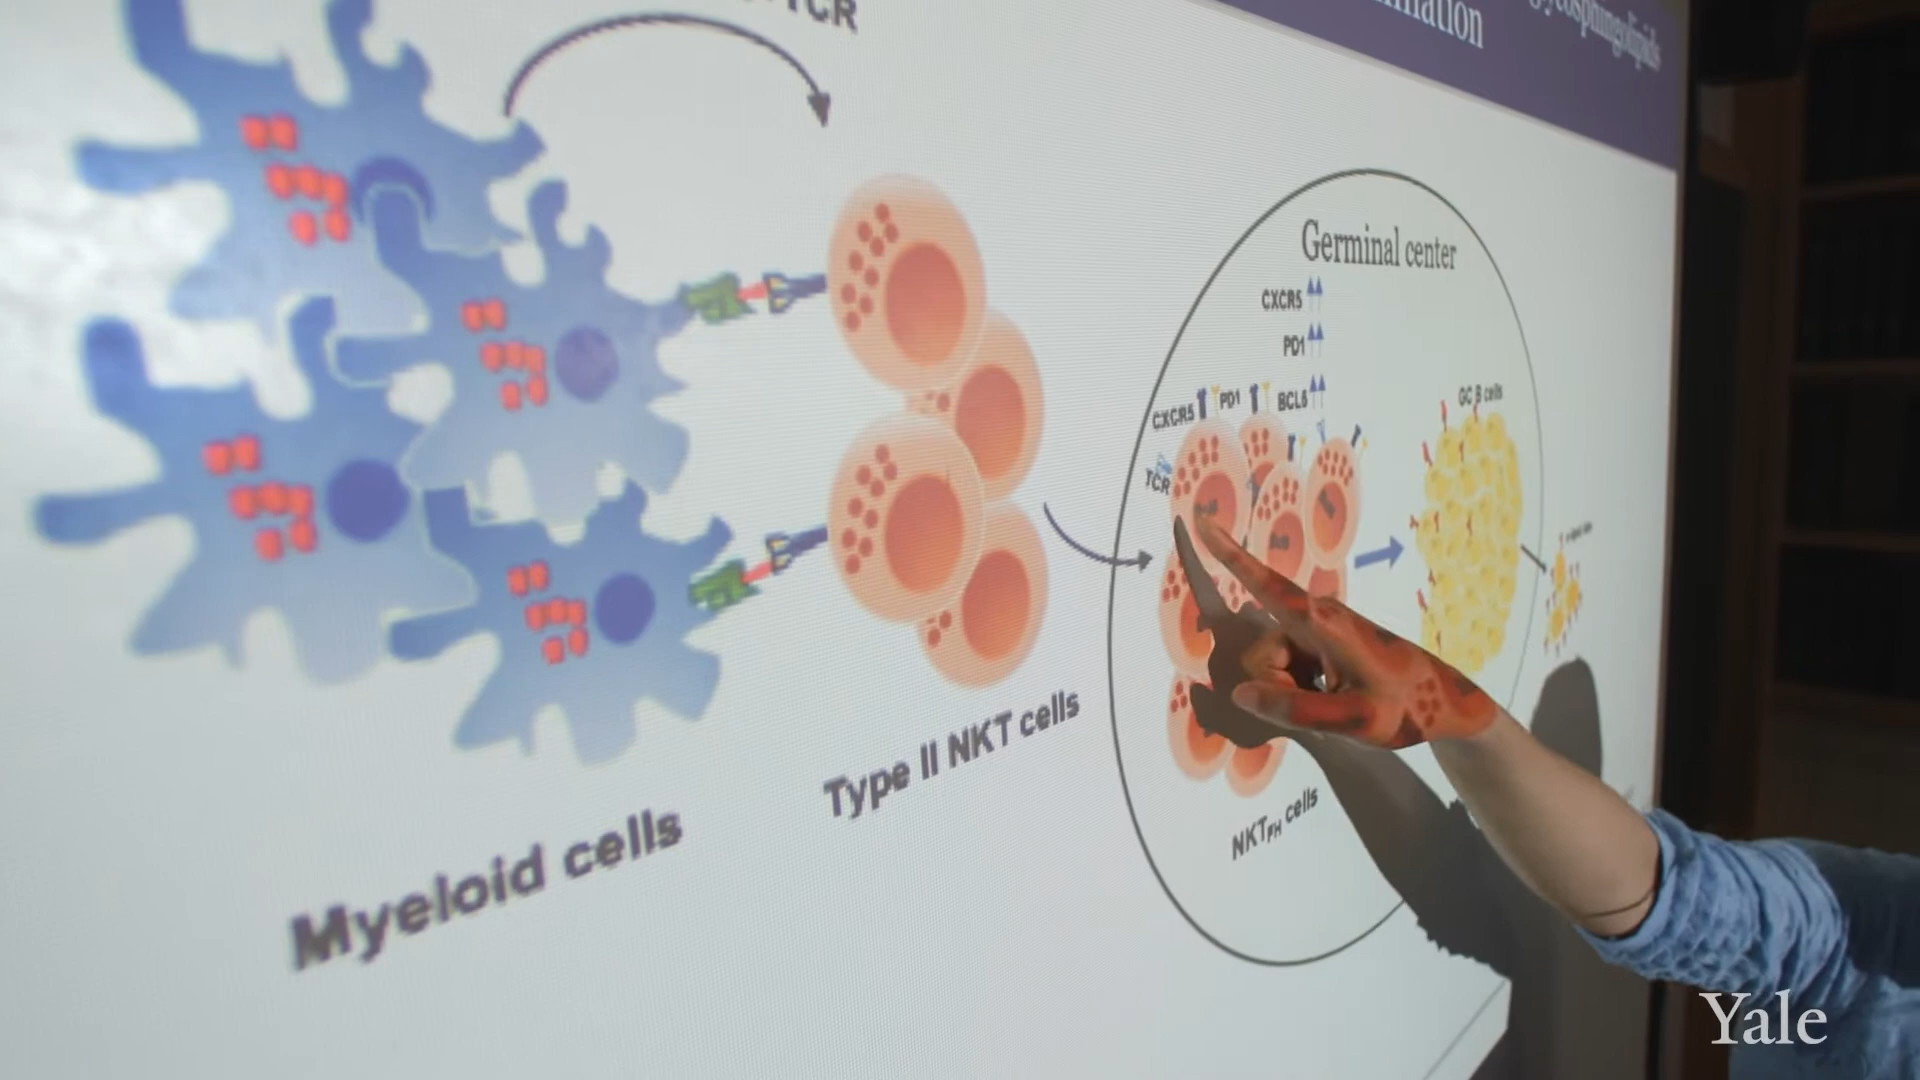 TCR
glycosphingolipids
Germinal center
CXCR5
PD1
BCL6
CXCR5
PD1
TCR
GC B cells
Type II NKT cells
NKTFH cells
Myeloid cells
Yale